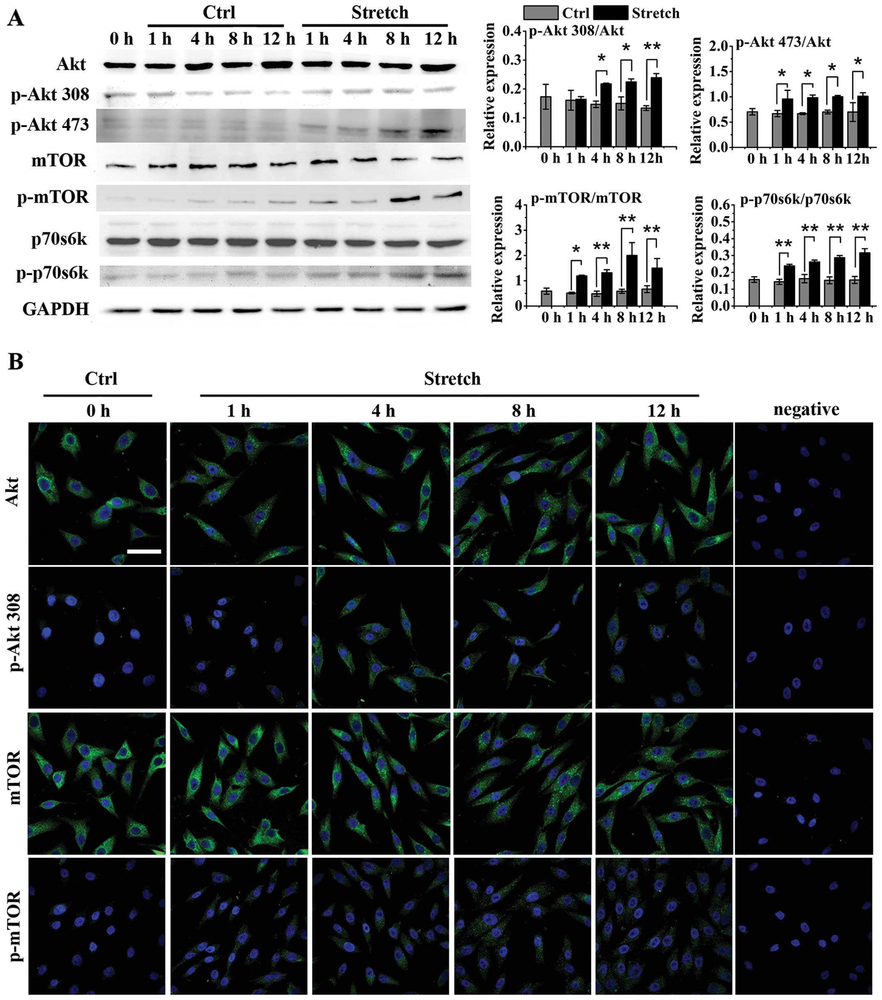 A
Ctrl
Stretch
0 h 1 h 4 h 8 h 12 h 1 h 4 h 8 h 12 h
Akt
p-Akt 308
p-Akt 473
mTOR
p-mTOR
p70s6k
p-p70s6k
GAPDH
Ctrl Stretch
p-Akt 308/Akt
Relative expression
0.4
0.3
0.2
0.1
0.0
* * **
0 h 1 h 4 h 8 h 12h
p-Akt 473/Akt
Relative expression
2.0
1.5
1.0
0.5
0.0
* * * *
0 h 1 h 4 h 8 h 12h
p-mTOR/mTOR
Relative expression
4
3
2
1
0
* ** ** **
0 h 1 h 4 h 8 h 12 h
p-p70s6k/p70s6k
Relative expression
0.6
0.5
0.4
0.3
0.2
0.1
0.0
** ** ** **
0 h 1 h 4 h 8 h 12 h
B
Ctrl
Stretch
0 h 1 h 4 h 8 h 12 h negative
Akt
p-Akt 308
mTOR
p-mTOR